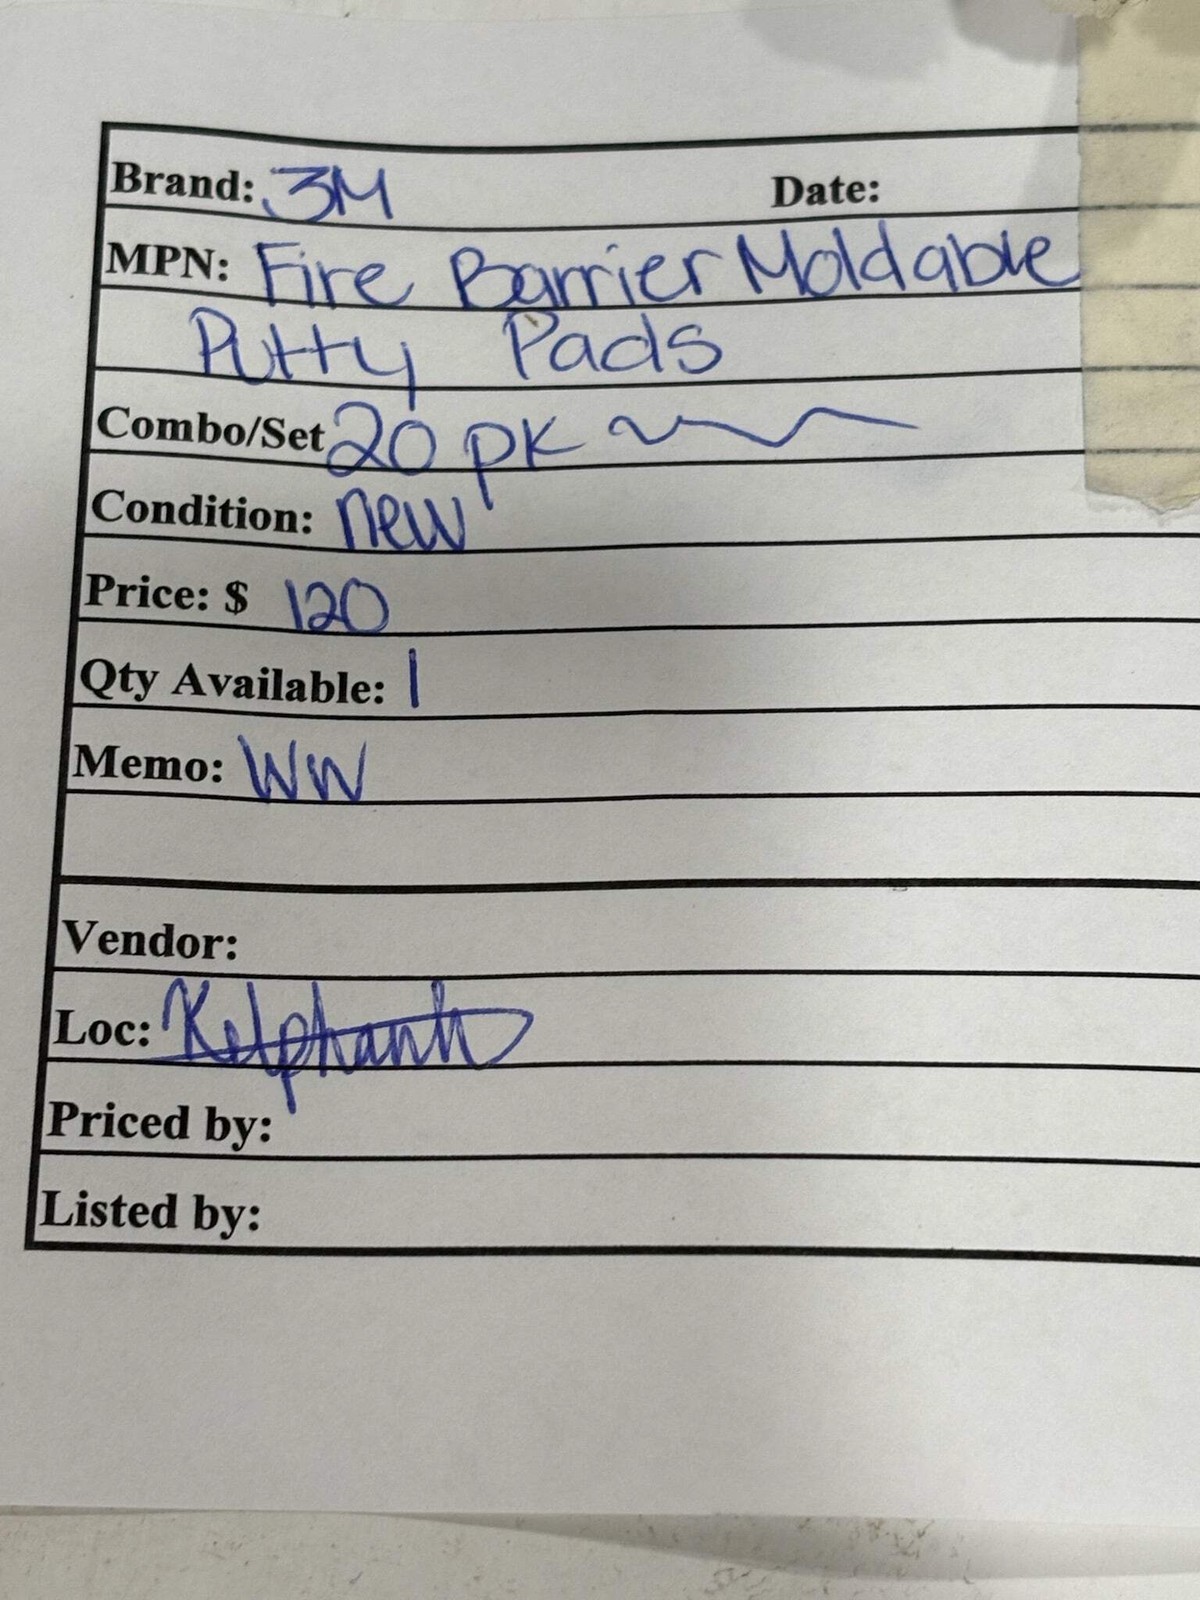 Brand: 3M Date:
MPN: Fire Barrier Moldable
Putty Pads
Combo/Set 20 pk
Condition: new
Price: $ 120
Qty Available: 1
Memo: WW
Vendor:
Loc:
Priced by:
Listed by: